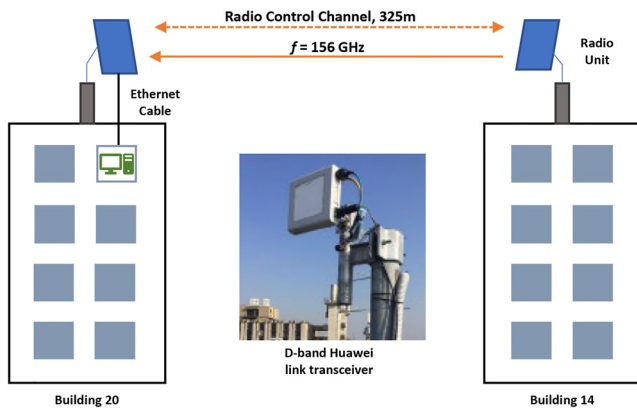 Radio Control Channel, 325m
f = 156 GHz
Radio
Unit
Ethernet
Cable
D-band Huawei
link transceiver
Building 20
Building 14